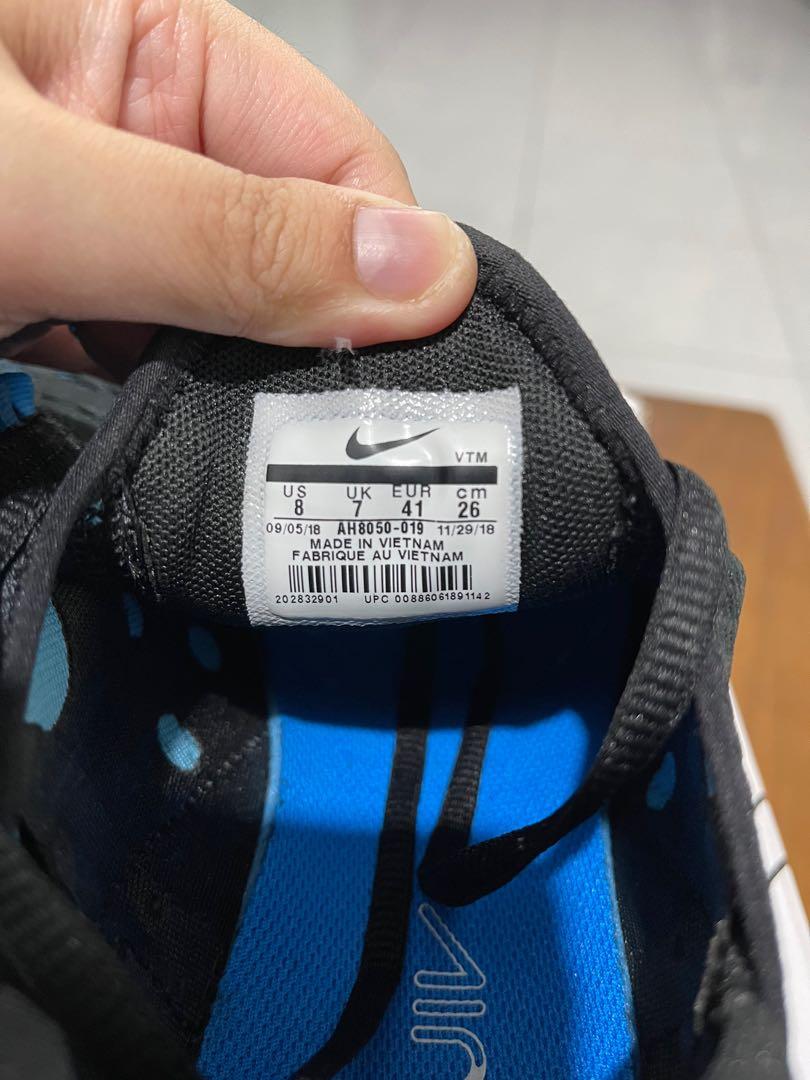 VTM
US UK EUR cm
8 7 41 26
09/05/18 AH8050-019 11/29/18
MADE IN VIETNAM
FABRIQUE AU VIETNAM
202832901 UPC 00886061891142
AIR